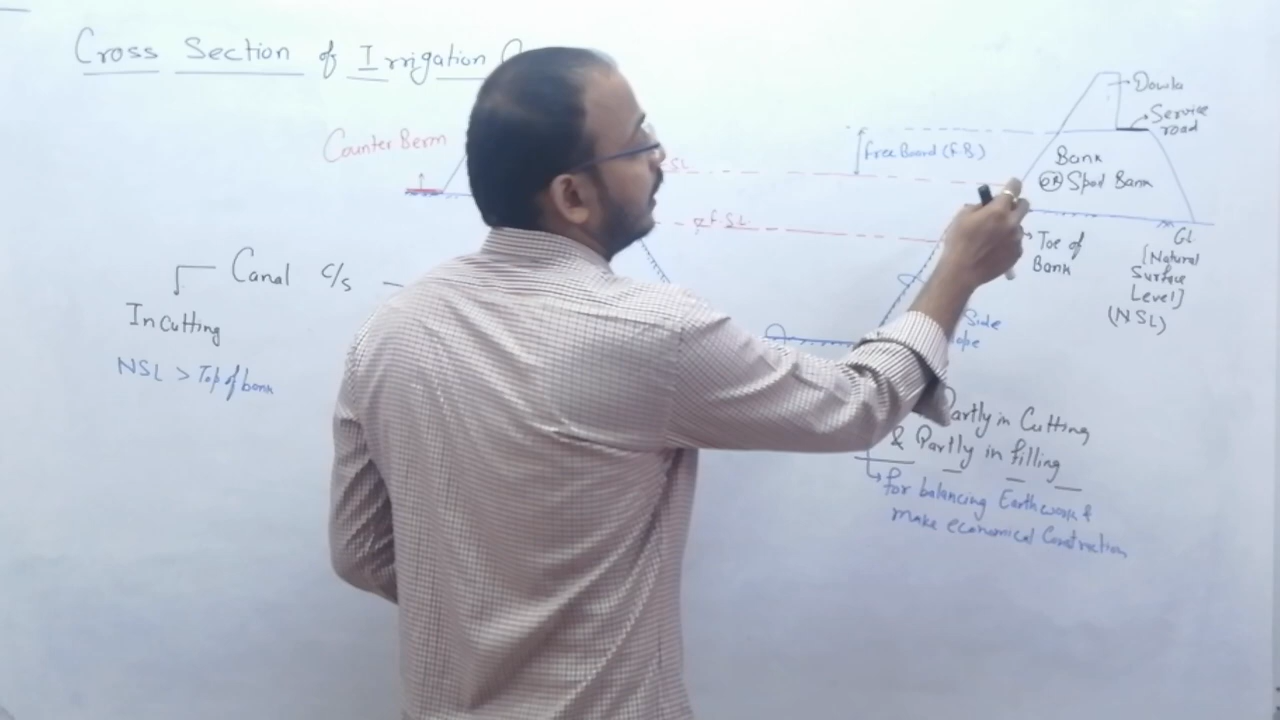 Cross Section of Irrigation
Dowla
Service
road
Counter Berm
SL
Free Board (F.B.)
Bank
OR Spoil Bank
F.S.L.
Toe of
Bank
GL
[Natural
Surface
Level]
(NSL)
Canal C/s
In cutting
NSL > Top of bank
Side
lope
Partly in Cutting
& Partly in filling
for balancing Earthwork &
make economical Construction